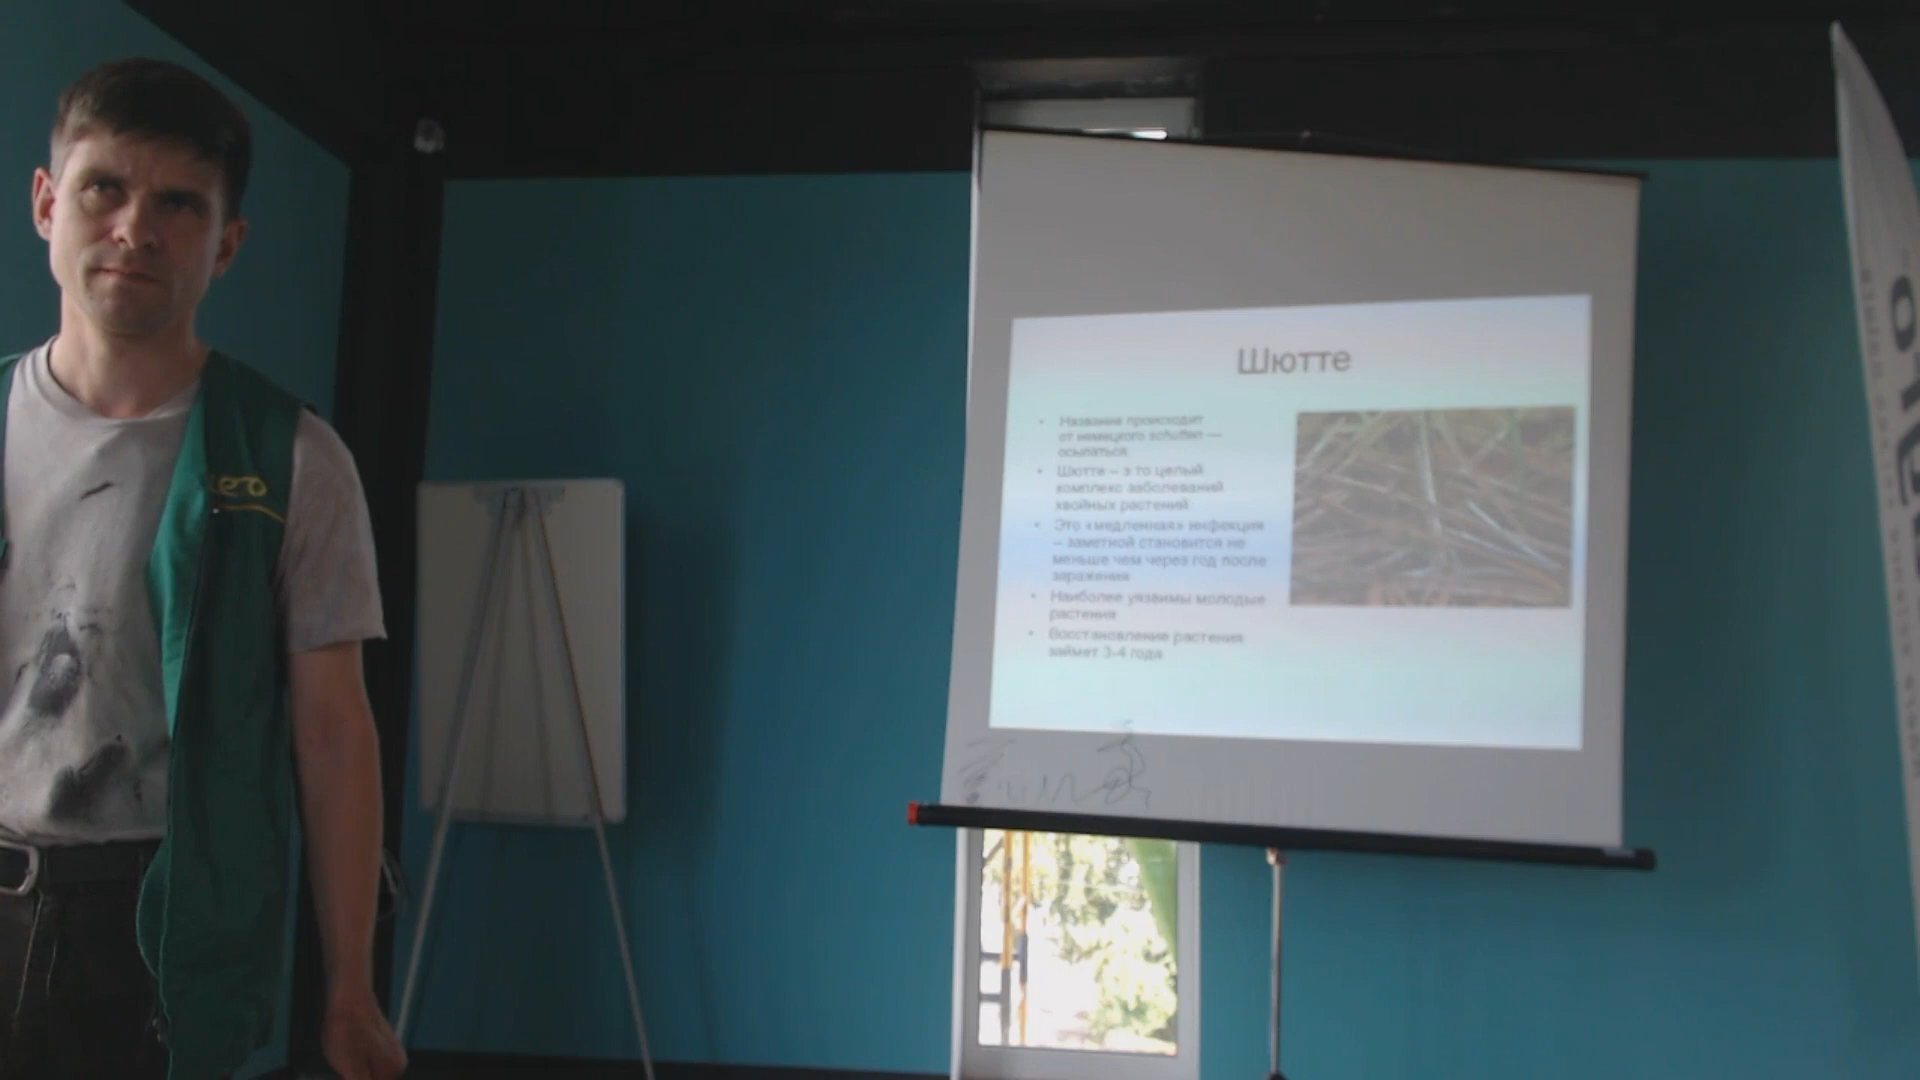 Шютте
• Название происходит
от немецкого schutten —
осыпаться.
• Шютте – э то целый
комплекс заболеваний
хвойных растений
• Это «медленная» инфекция
– заметной становится не
меньше чем через год после
заражения
• Наиболее уязвимы молодые
растения
• Восстановление растения
займет 3-4 года